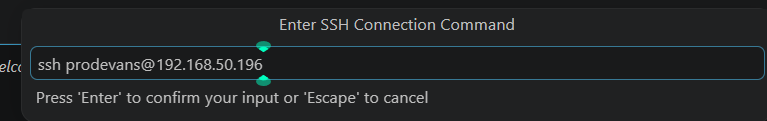 Enter SSH Connection Command
elcc
ssh prodevans@192.168.50.196
Press 'Enter' to confirm your input or 'Escape' to cancel